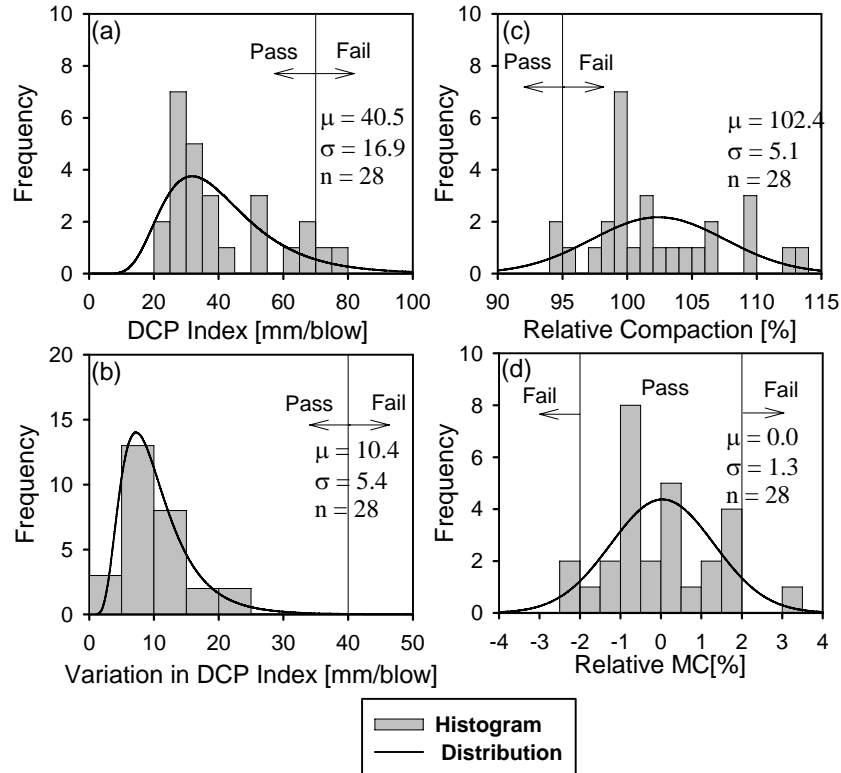 (a)
Pass
Fail
μ = 40.5
σ = 16.9
n = 28
Frequency
10
8
6
4
2
0
0 20 40 60 80 100
DCP Index [mm/blow]
(c)
Pass
Fail
μ = 102.4
σ = 5.1
n = 28
Frequency
10
8
6
4
2
0
90 95 100 105 110 115
Relative Compaction [%]
(b)
Pass
Fail
μ = 10.4
σ = 5.4
n = 28
Frequency
20
15
10
5
0
0 10 20 30 40 50
Variation in DCP Index [mm/blow]
(d)
Fail
Pass
Fail
μ = 0.0
σ = 1.3
n = 28
Frequency
10
8
6
4
2
0
-4 -3 -2 -1 0 1 2 3 4
Relative MC[%]
Histogram
Distribution